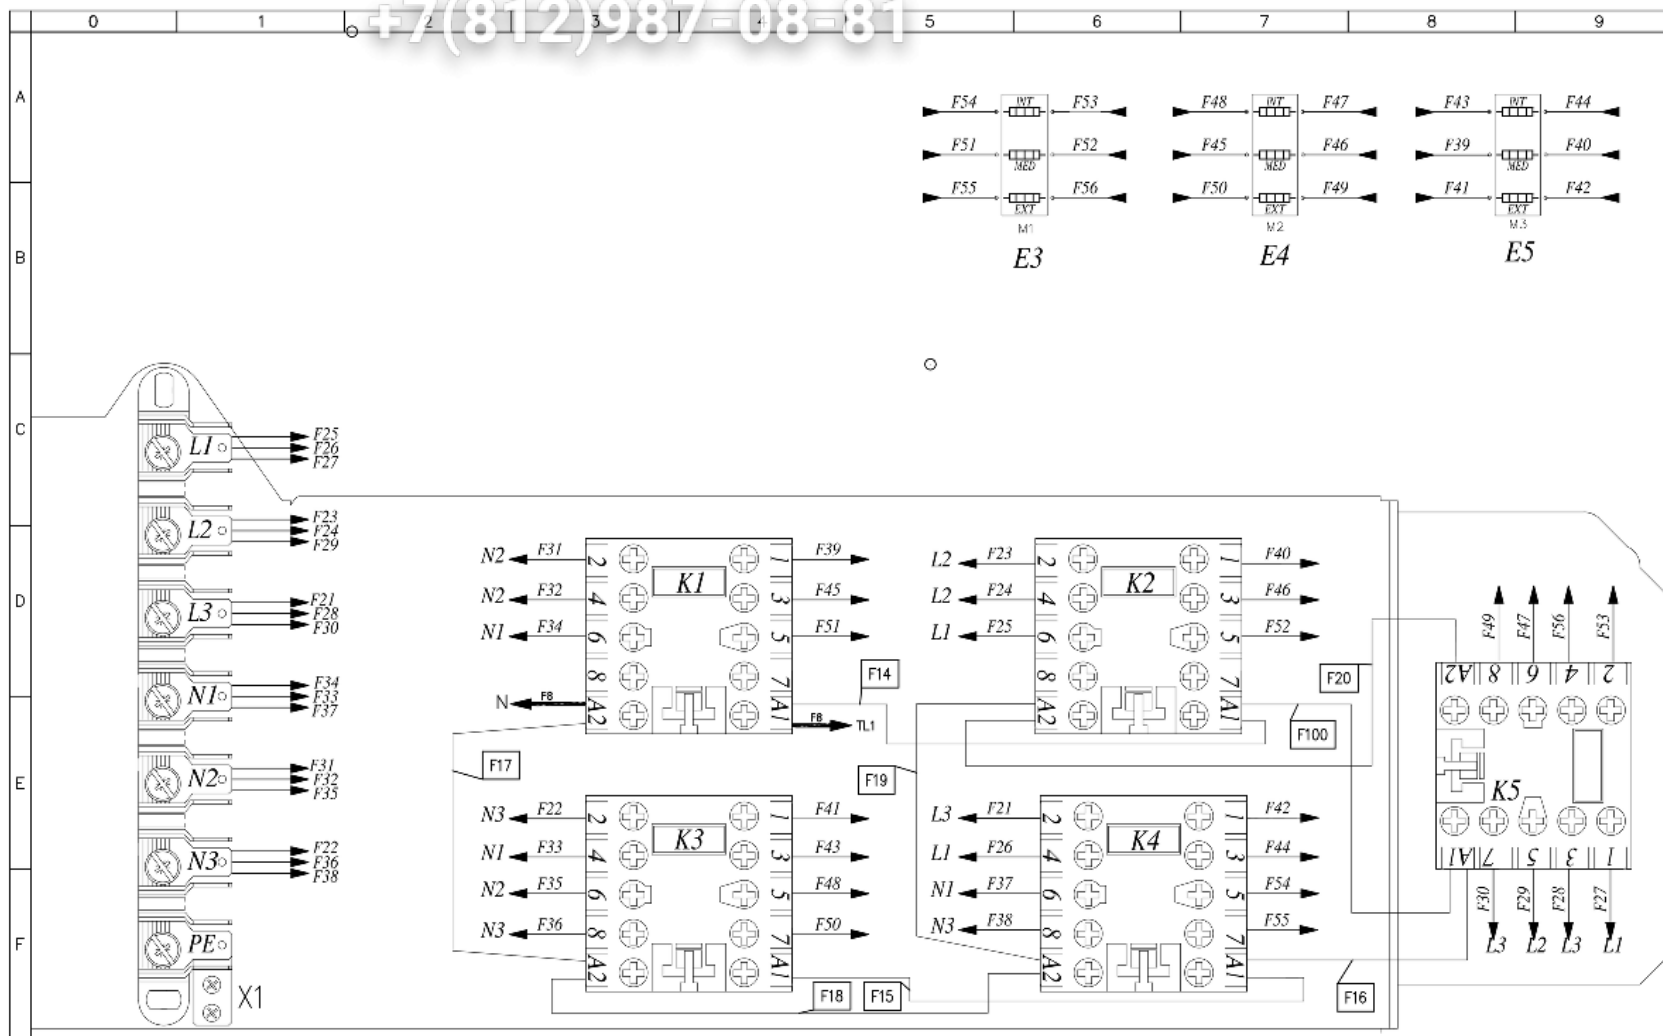 0 1 2 3 4 5 6 7 8 9
+7(812)987-08-81
A
F54 INT F53 F48 INT F47 F43 INT F44
F51 MED F52 F45 MED F46 F39 MED F40
F55 EXT F56 F50 EXT F49 F41 EXT F42
M1 M2 M3
B
E3 E4 E5
C
L1 F25
F26
F27
L2 F23
F24
F29
D
L3 F21
F28
F30
N1 F34
F33
F37
E
N2 F31
F32
F35
N3 F22
F36
F38
F
PE
X1
N2 F31 2 K1 1 F39
N2 F32 4 3 F45
N1 F34 6 5 F51
8 7 F14
N F8 A2 A1 F8 TL1
F17
L2 F23 2 K2 1 F40
L2 F24 4 3 F46
L1 F25 6 5 F52
8 7 F20
A2 A1 F100
F19
N3 F22 2 K3 1 F41
N1 F33 4 3 F43
N2 F35 6 5 F48
N3 F36 8 7 F50
A2 A1
F18 F15
L3 F21 2 K4 1 F42
L1 F26 4 3 F44
N1 F37 6 5 F54
N3 F38 8 7 F55
A2 A1
F16
F49 F47 F56 F53
A2 8 6 4 2
K5
A1 7 5 3 1
F30 F29 F28 F27
L3 L2 L3 L1